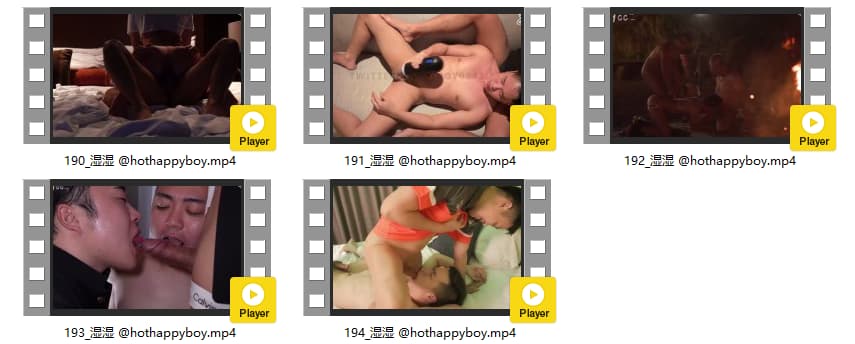 Player
190_湿湿 @hothappyboy.mp4
Player
191_湿湿 @hothappyboy.mp4
Player
192_湿湿 @hothappyboy.mp4
Player
193_湿湿 @hothappyboy.mp4
Player
194_湿湿 @hothappyboy.mp4